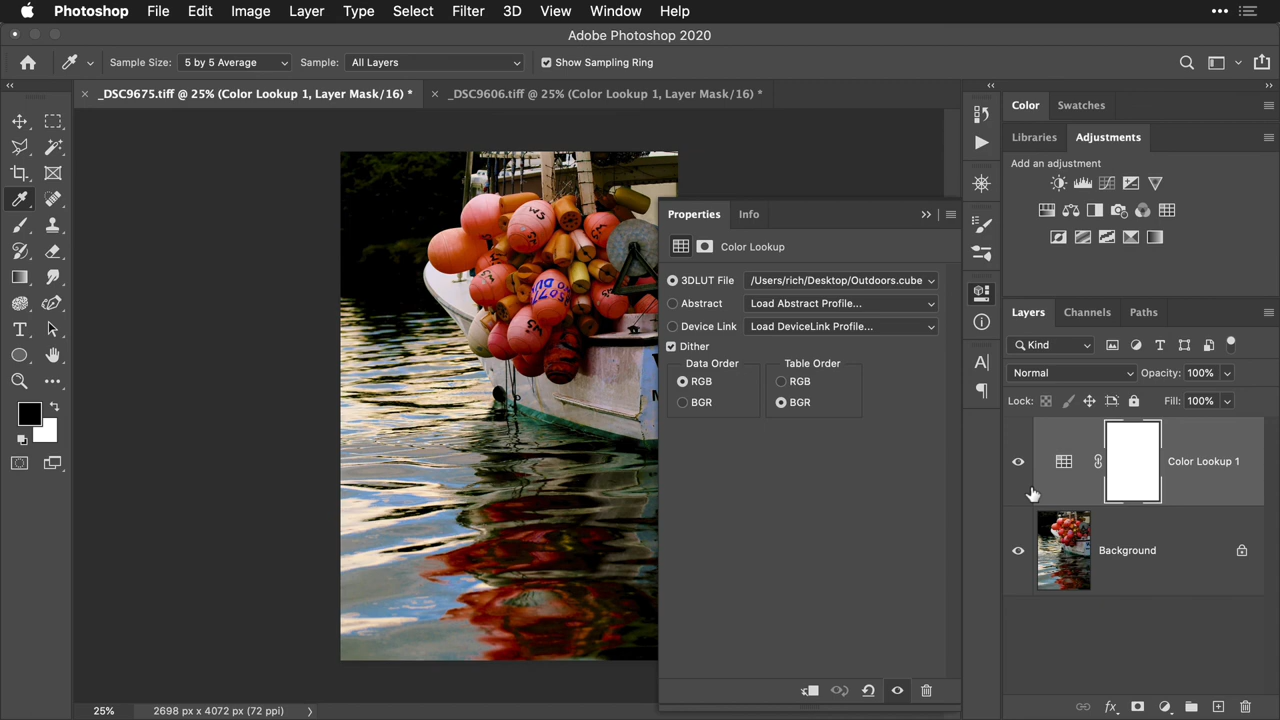 Photoshop File Edit Image Layer Type Select Filter 3D View Window Help
Adobe Photoshop 2020
Sample Size: 5 by 5 Average Sample: All Layers Show Sampling Ring
_DSC9675.tiff @ 25% (Color Lookup 1, Layer Mask/16) * _DSC9606.tiff @ 25% (Color Lookup 1, Layer Mask/16) *
Color Swatches
Libraries Adjustments
Add an adjustment
Properties Info
Color Lookup
3DLUT File /Users/rich/Desktop/Outdoors.cube
Abstract Load Abstract Profile...
Device Link Load DeviceLink Profile...
Dither
Data Order Table Order
RGB RGB
BGR BGR
Layers Channels Paths
Kind
Normal Opacity: 100%
Lock: Fill: 100%
Color Lookup 1
Background
WS
WS
WS
25% 2698 px x 4072 px (72 ppi)